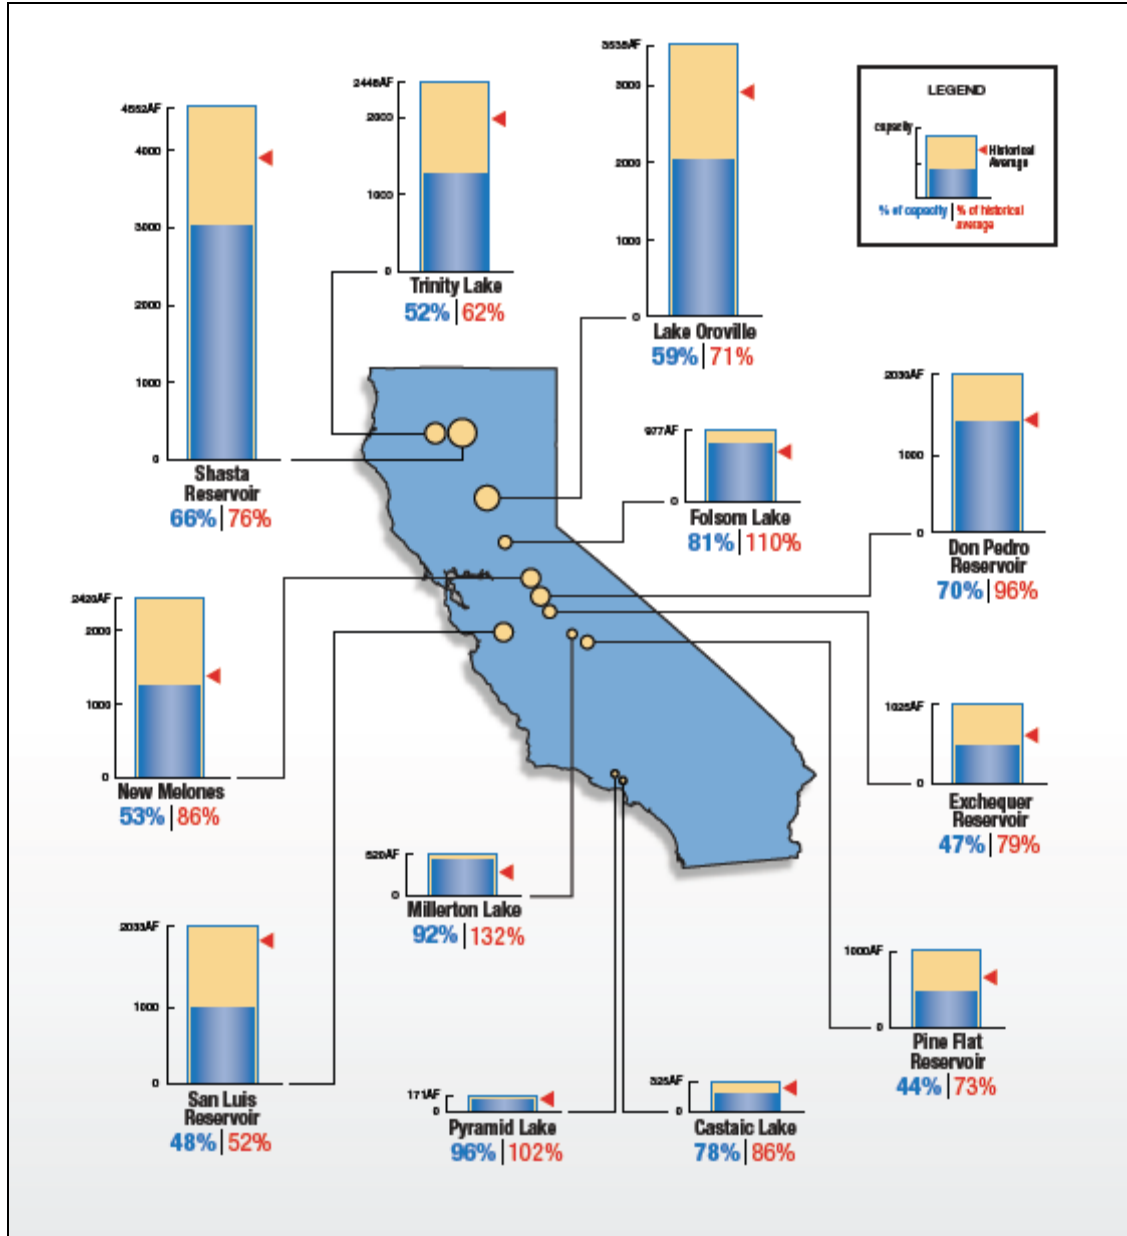 4552AF
4000
3000
2000
1000
0
Shasta
Reservoir
66% | 76%
2448AF
2000
1000
0
Trinity Lake
52% | 62%
3538AF
3000
2000
1000
0
Lake Oroville
59% | 71%
LEGEND
capacity
Historical
Average
% of capacity | % of historical
average
977AF
0
Folsom Lake
81% | 110%
2030AF
1000
0
Don Pedro
Reservoir
70% | 96%
2420AF
2000
1000
0
New Melones
53% | 86%
1025AF
0
Exchequer
Reservoir
47% | 79%
520AF
0
Millerton Lake
92% | 132%
2033AF
1000
0
San Luis
Reservoir
48% | 52%
1000AF
0
Pine Flat
Reservoir
44% | 73%
171AF
0
Pyramid Lake
96% | 102%
325AF
0
Castaic Lake
78% | 86%